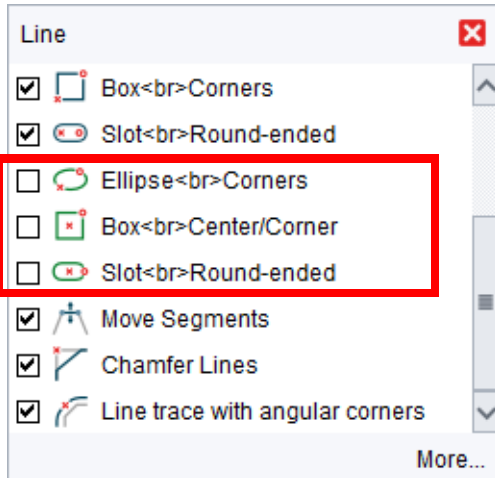 Line
Box<br>Corners
Slot<br>Round-ended
Ellipse<br>Corners
Box<br>Center/Corner
Slot<br>Round-ended
Move Segments
Chamfer Lines
Line trace with angular corners
More...